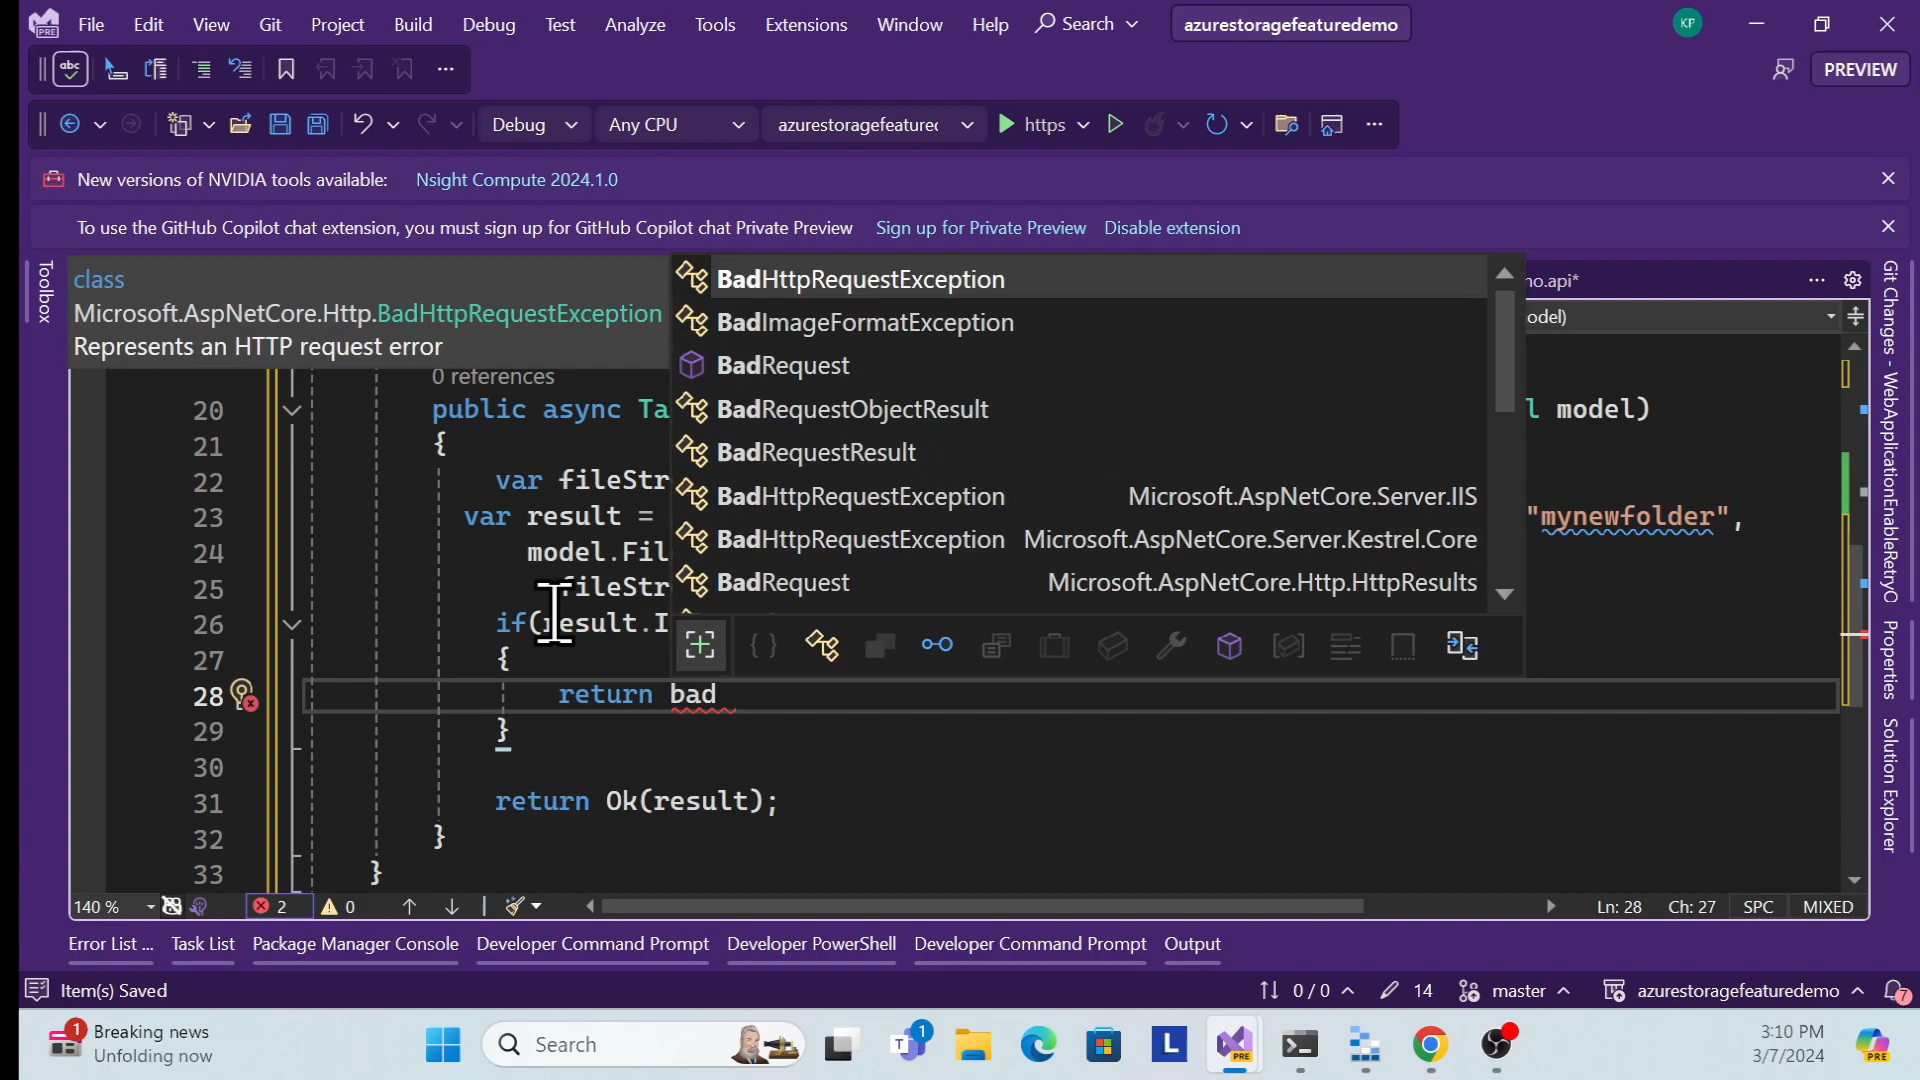 File Edit View Git Project Build Debug Test Analyze Tools Extensions Window Help Search azurestoragefeaturedemo KP
PRE
abc PREVIEW
Debug Any CPU azurestoragefeature https
New versions of NVIDIA tools available: Nsight Compute 2024.1.0
To use the GitHub Copilot chat extension, you must sign up for GitHub Copilot chat Private Preview Sign up for Private Preview Disable extension
Toolbox
class
Microsoft.AspNetCore.Http.BadHttpRequestException
Represents an HTTP request error
BadHttpRequestException
BadImageFormatException
BadRequest
BadRequestObjectResult
BadRequestResult
BadHttpRequestException Microsoft.AspNetCore.Server.IIS
BadHttpRequestException Microsoft.AspNetCore.Server.Kestrel.Core
BadRequest Microsoft.AspNetCore.Http.HttpResults
mo.api*
odel)
0 references
20 public async Ta l model)
21 {
22 var fileStr
23 var result = "mynewfolder",
24 model.Fil
25 fileStr
26 if(result.I
27 {
28 return bad
29 }
30
31 return Ok(result);
32 }
33 }
Git Changes - WebApplicationEnableRetryO
Properties
Solution Explorer
140 % 2 0 Ln: 28 Ch: 27 SPC MIXED
Error List ... Task List Package Manager Console Developer Command Prompt Developer PowerShell Developer Command Prompt Output
Item(s) Saved 0 / 0 14 master azurestoragefeaturedemo 7
1 Breaking news
Unfolding now
Search
1
L
PRE
3:10 PM
3/7/2024
PRE